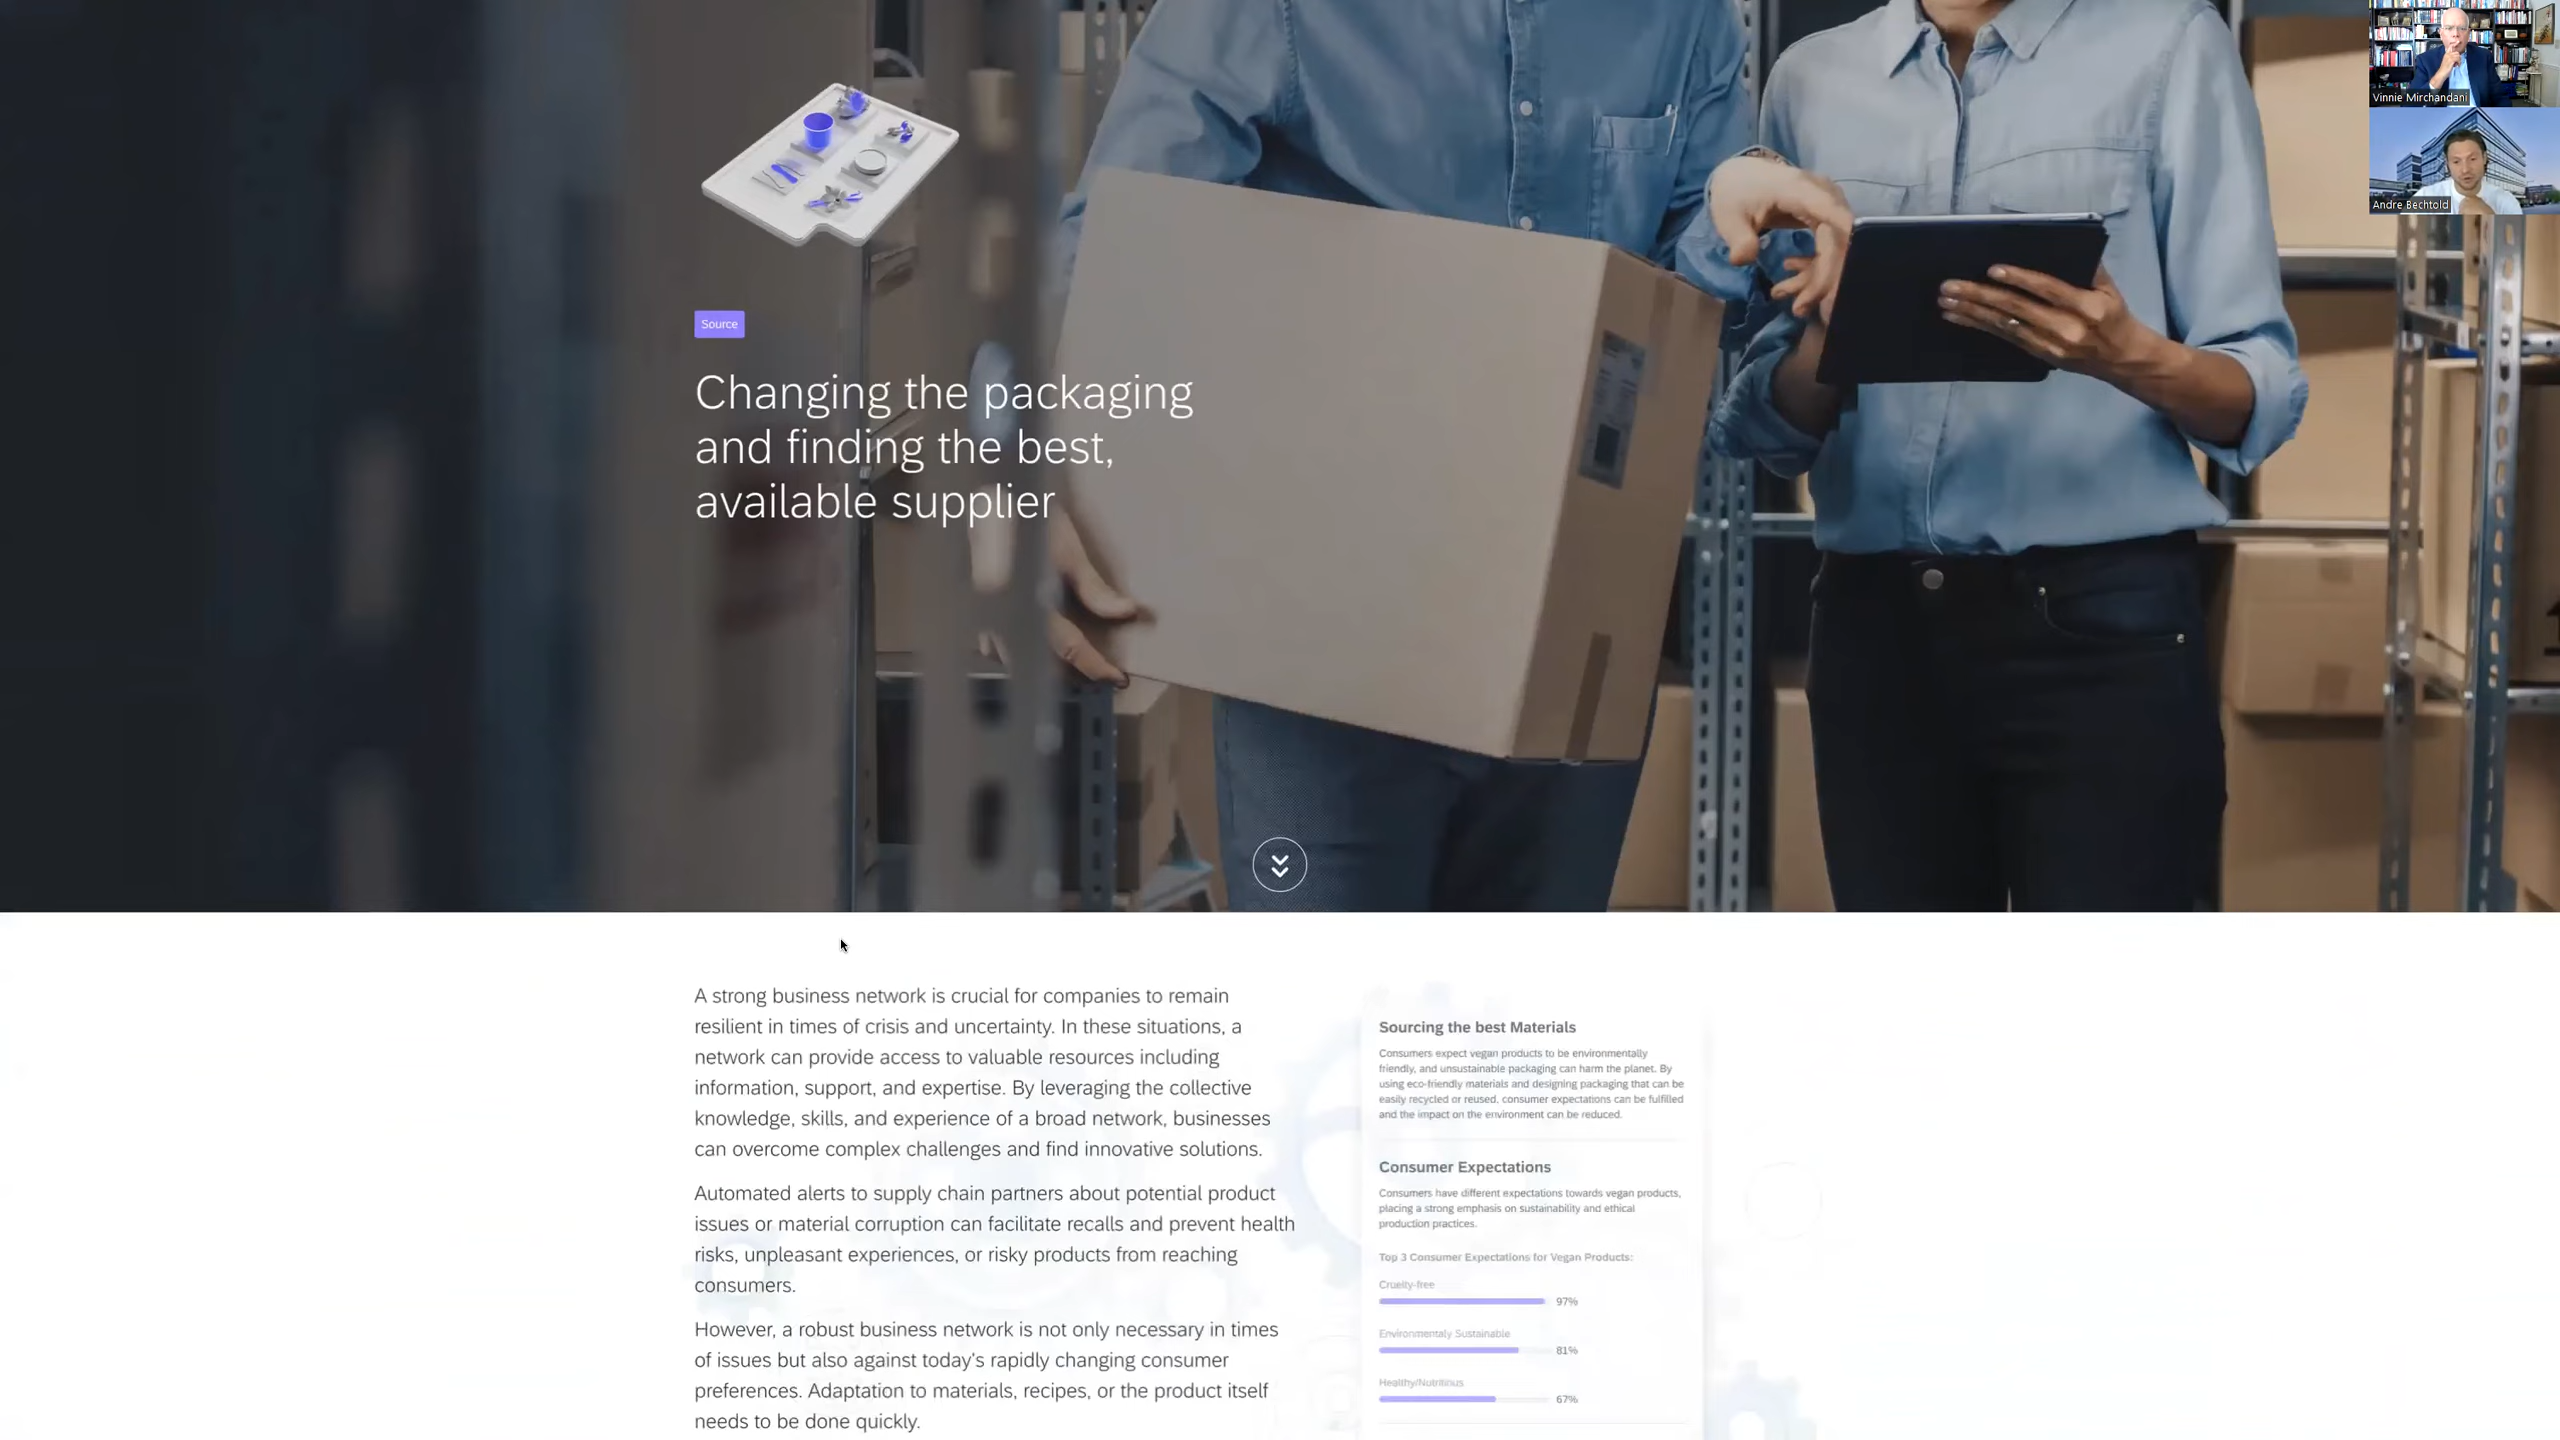 Vinnie Mirchandani
Andre Bechtold
Source
Changing the packaging
and finding the best,
available supplier
A strong business network is crucial for companies to remain
resilient in times of crisis and uncertainty. In these situations, a
network can provide access to valuable resources including
information, support, and expertise. By leveraging the collective
knowledge, skills, and experience of a broad network, businesses
can overcome complex challenges and find innovative solutions.
Automated alerts to supply chain partners about potential product
issues or material corruption can facilitate recalls and prevent health
risks, unpleasant experiences, or risky products from reaching
consumers.
However, a robust business network is not only necessary in times
of issues but also against today's rapidly changing consumer
preferences. Adaptation to materials, recipes, or the product itself
needs to be done quickly.
Sourcing the best Materials
Consumers expect vegan products to be environmentally
friendly, and unsustainable packaging can harm the planet. By
using eco-friendly materials and designing packaging that can be
easily recycled or reused, consumer expectations can be fulfilled
and the impact on the environment can be reduced.
Consumer Expectations
Consumers have different expectations towards vegan products,
placing a strong emphasis on sustainability and ethical
production practices.
Top 3 Consumer Expectations for Vegan Products:
Cruelty-free
97%
Environmentaly Sustainable
81%
Healthy/Nutritious
67%